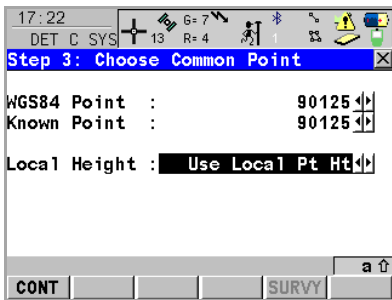 17:22
DET C SYS
13
G= 7
R= 4
1
Step 3: Choose Common Point
WGS84 Point : 90125
Known Point : 90125
Local Height : Use Local Pt Ht
a
CONT
SURVY